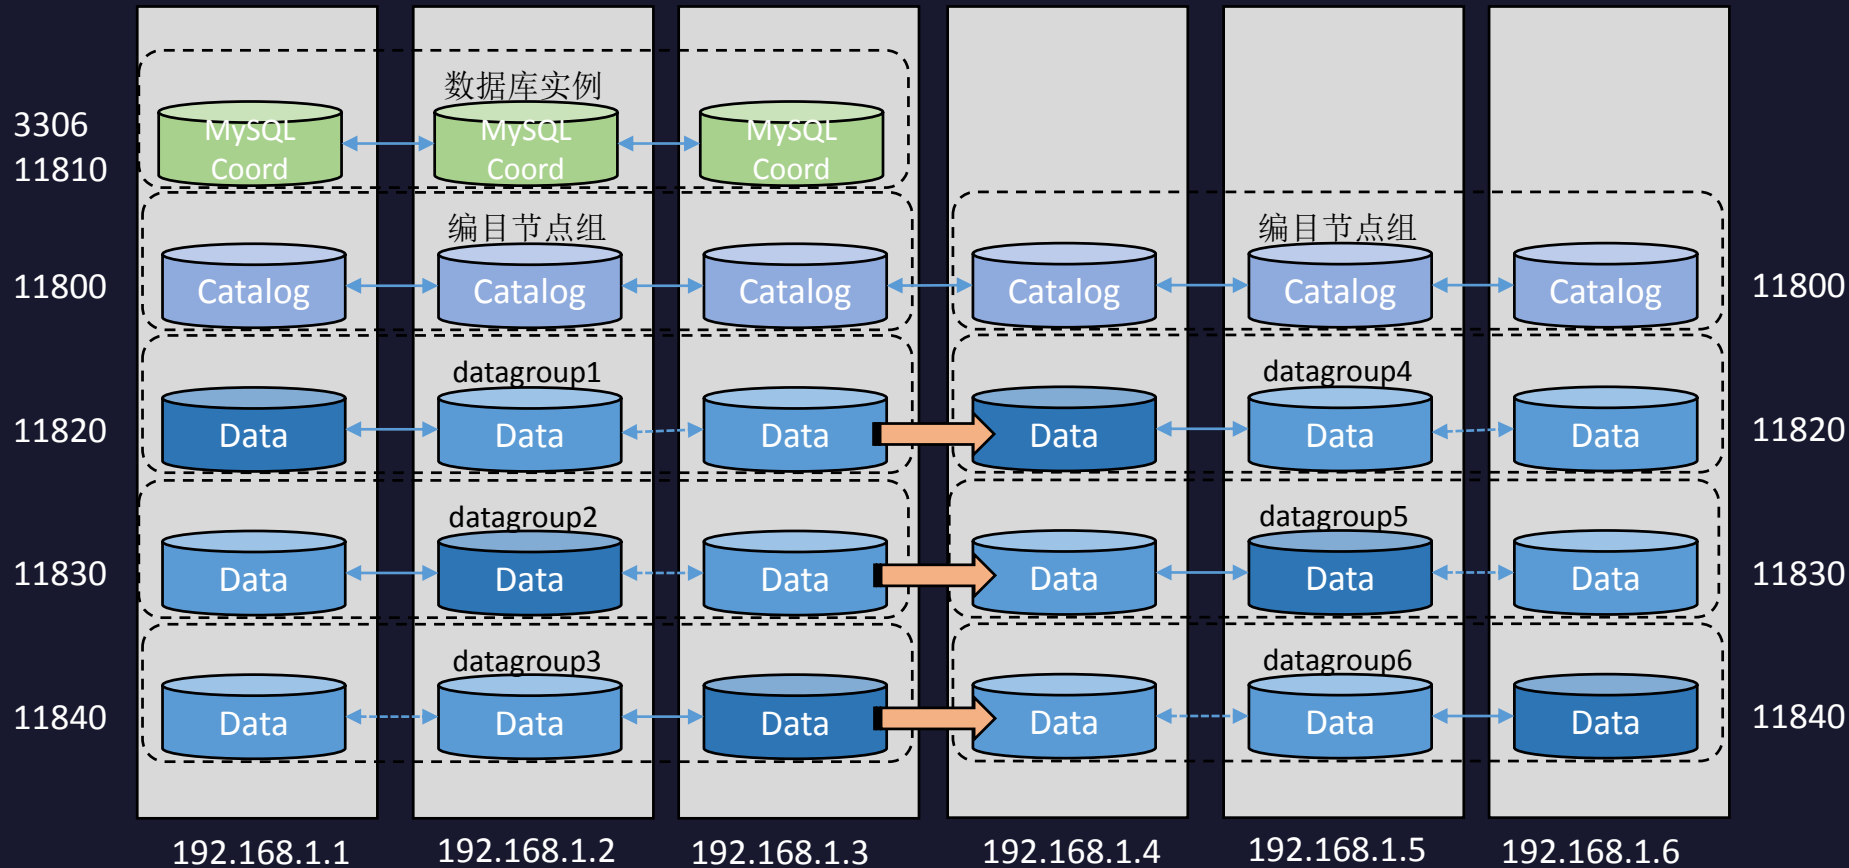 数据库实例
3306
11810
MySQL
Coord
MySQL
Coord
MySQL
Coord
编目节点组
编目节点组
11800
Catalog
Catalog
Catalog
Catalog
Catalog
Catalog
11800
datagroup1
datagroup4
11820
Data
Data
Data
Data
Data
Data
11820
datagroup2
datagroup5
11830
Data
Data
Data
Data
Data
Data
11830
datagroup3
datagroup6
11840
Data
Data
Data
Data
Data
Data
11840
192.168.1.1
192.168.1.2
192.168.1.3
192.168.1.4
192.168.1.5
192.168.1.6